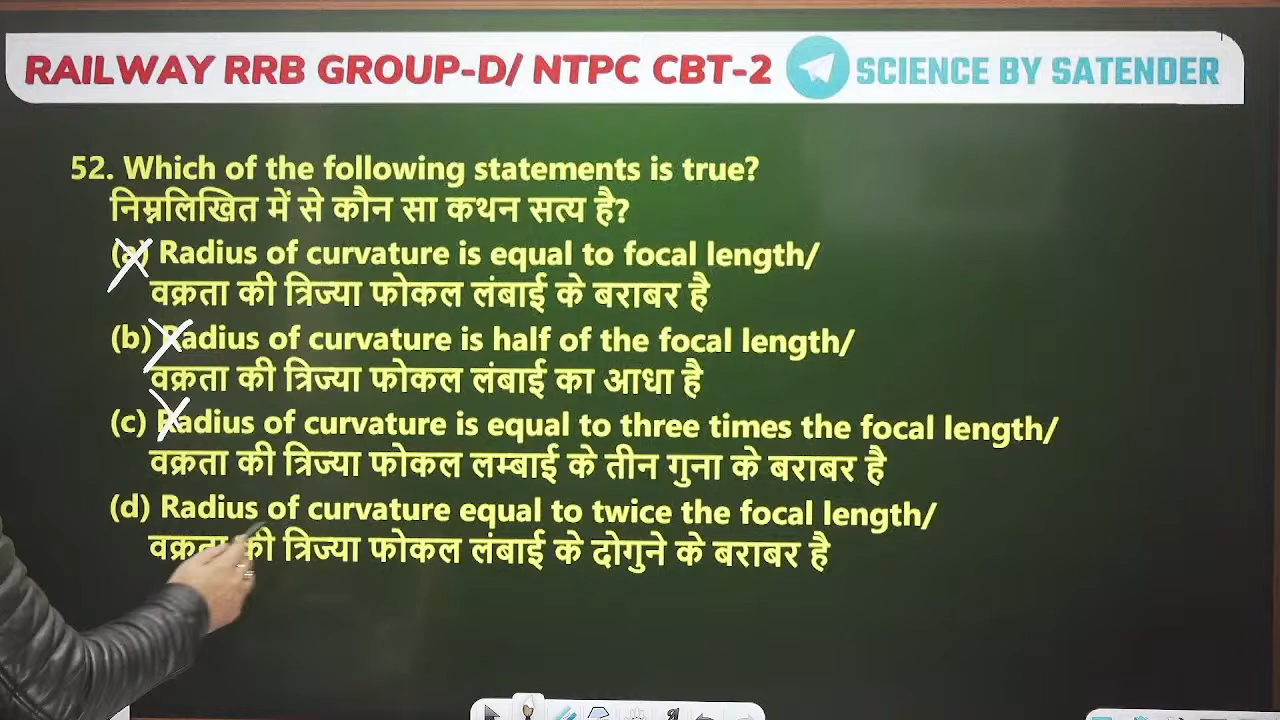 RAILWAY RRB GROUP-D/ NTPC CBT-2 SCIENCE BY SATENDER
52. Which of the following statements is true?
निम्नलिखित में से कौन सा कथन सत्य है?
(a) Radius of curvature is equal to focal length/
वक्रता की त्रिज्या फोकल लंबाई के बराबर है
(b) Radius of curvature is half of the focal length/
वक्रता की त्रिज्या फोकल लंबाई का आधा है
(c) Radius of curvature is equal to three times the focal length/
वक्रता की त्रिज्या फोकल लम्बाई के तीन गुना के बराबर है
(d) Radius of curvature equal to twice the focal length/
वक्रता की त्रिज्या फोकल लंबाई के दोगुने के बराबर है